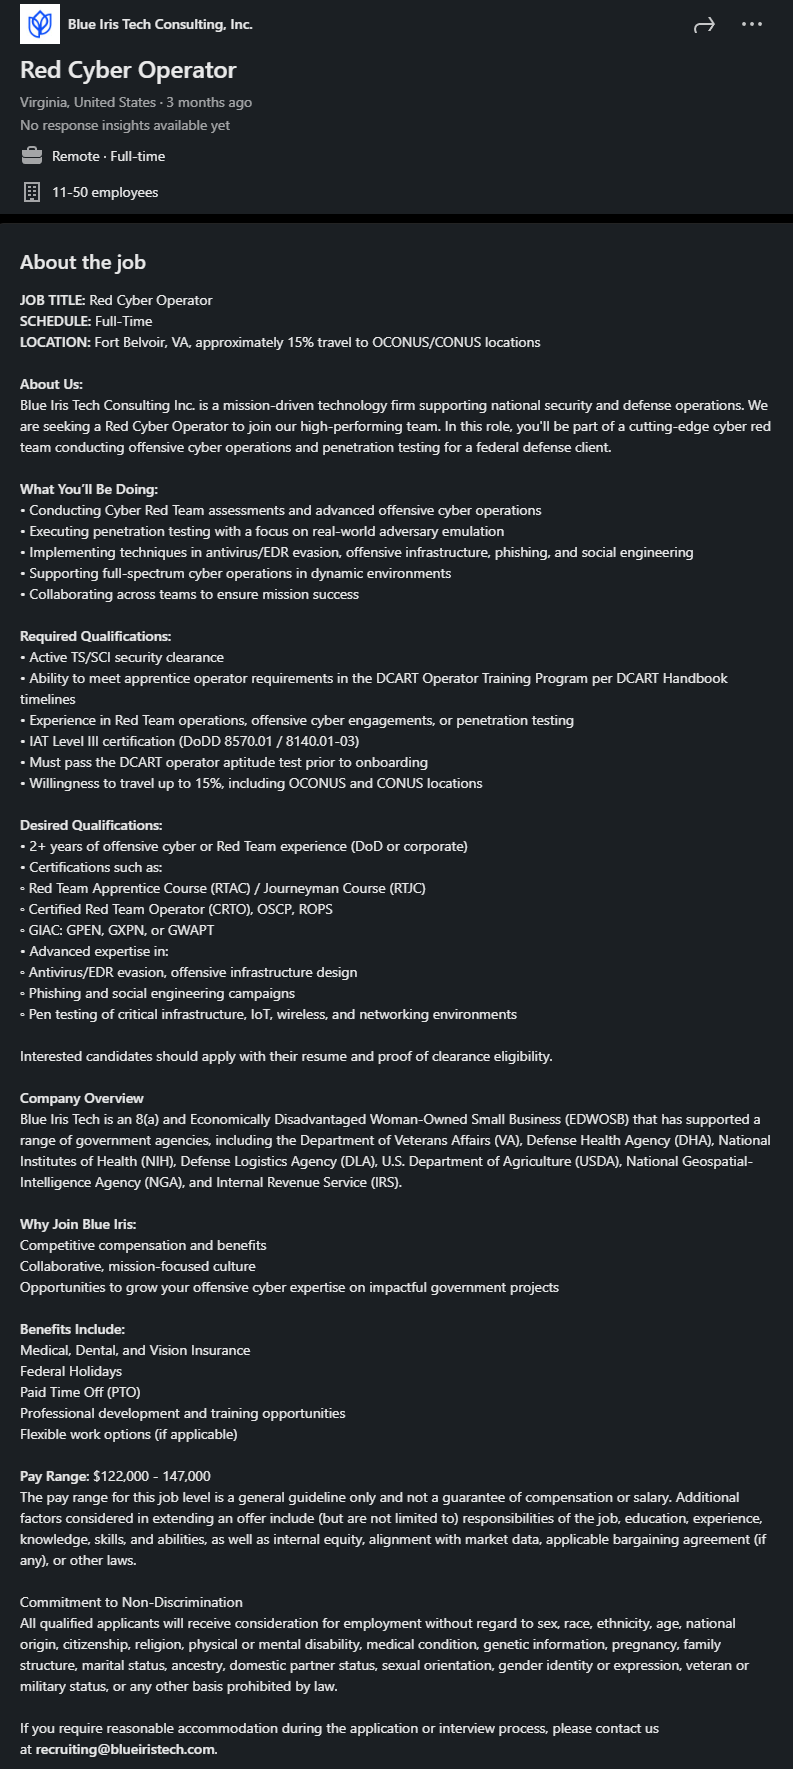 Blue Iris Tech Consulting, Inc.
Red Cyber Operator
Virginia, United States · 3 months ago
No response insights available yet
Remote · Full-time
11-50 employees
About the job
JOB TITLE: Red Cyber Operator
SCHEDULE: Full-Time
LOCATION: Fort Belvoir, VA, approximately 15% travel to OCONUS/CONUS locations
About Us:
Blue Iris Tech Consulting Inc. is a mission-driven technology firm supporting national security and defense operations. We
are seeking a Red Cyber Operator to join our high-performing team. In this role, you'll be part of a cutting-edge cyber red
team conducting offensive cyber operations and penetration testing for a federal defense client.
What You'll Be Doing:
• Conducting Cyber Red Team assessments and advanced offensive cyber operations
• Executing penetration testing with a focus on real-world adversary emulation
• Implementing techniques in antivirus/EDR evasion, offensive infrastructure, phishing, and social engineering
• Supporting full-spectrum cyber operations in dynamic environments
• Collaborating across teams to ensure mission success
Required Qualifications:
• Active TS/SCI security clearance
• Ability to meet apprentice operator requirements in the DCART Operator Training Program per DCART Handbook
timelines
• Experience in Red Team operations, offensive cyber engagements, or penetration testing
• IAT Level III certification (DoDD 8570.01 / 8140.01-03)
• Must pass the DCART operator aptitude test prior to onboarding
• Willingness to travel up to 15%, including OCONUS and CONUS locations
Desired Qualifications:
• 2+ years of offensive cyber or Red Team experience (DoD or corporate)
• Certifications such as:
◦ Red Team Apprentice Course (RTAC) / Journeyman Course (RTJC)
◦ Certified Red Team Operator (CRTO), OSCP, ROPS
◦ GIAC: GPEN, GXPN, or GWAPT
• Advanced expertise in:
◦ Antivirus/EDR evasion, offensive infrastructure design
◦ Phishing and social engineering campaigns
◦ Pen testing of critical infrastructure, IoT, wireless, and networking environments
Interested candidates should apply with their resume and proof of clearance eligibility.
Company Overview
Blue Iris Tech is an 8(a) and Economically Disadvantaged Woman-Owned Small Business (EDWOSB) that has supported a
range of government agencies, including the Department of Veterans Affairs (VA), Defense Health Agency (DHA), National
Institutes of Health (NIH), Defense Logistics Agency (DLA), U.S. Department of Agriculture (USDA), National Geospatial-
Intelligence Agency (NGA), and Internal Revenue Service (IRS).
Why Join Blue Iris:
Competitive compensation and benefits
Collaborative, mission-focused culture
Opportunities to grow your offensive cyber expertise on impactful government projects
Benefits Include:
Medical, Dental, and Vision Insurance
Federal Holidays
Paid Time Off (PTO)
Professional development and training opportunities
Flexible work options (if applicable)
Pay Range: $122,000 - 147,000
The pay range for this job level is a general guideline only and not a guarantee of compensation or salary. Additional
factors considered in extending an offer include (but are not limited to) responsibilities of the job, education, experience,
knowledge, skills, and abilities, as well as internal equity, alignment with market data, applicable bargaining agreement (if
any), or other laws.
Commitment to Non-Discrimination
All qualified applicants will receive consideration for employment without regard to sex, race, ethnicity, age, national
origin, citizenship, religion, physical or mental disability, medical condition, genetic information, pregnancy, family
structure, marital status, ancestry, domestic partner status, sexual orientation, gender identity or expression, veteran or
military status, or any other basis prohibited by law.
If you require reasonable accommodation during the application or interview process, please contact us
at recruiting@blueiristech.com.